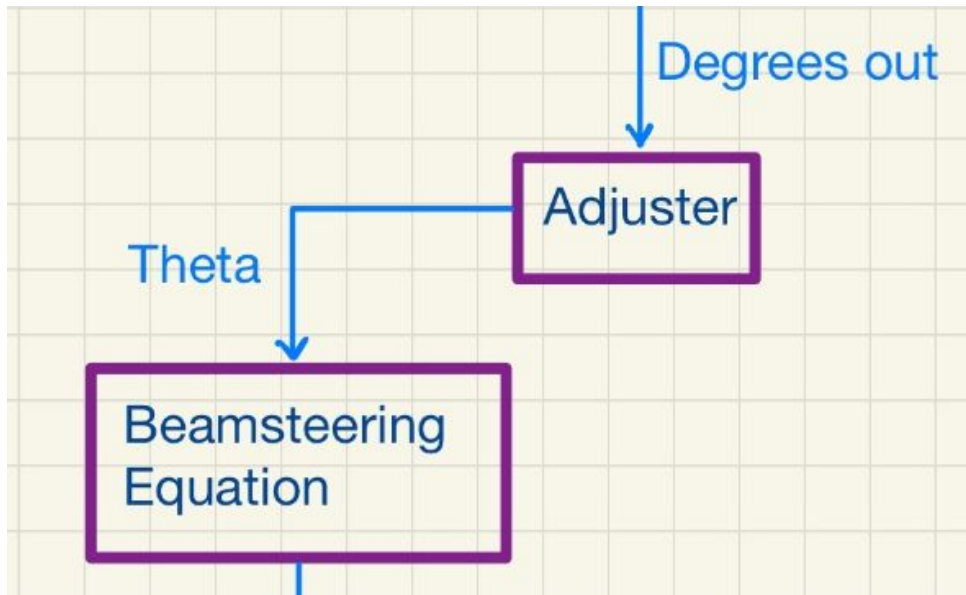 Degrees out
Adjuster
Theta
Beamsteering
Equation